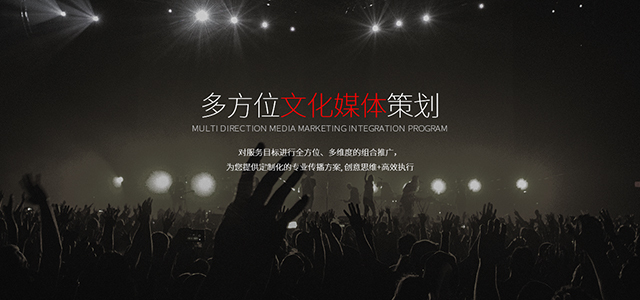 多方位文化媒体策划
MULTI DIRECTION MEDIA MARKETING INTEGRATION PROGRAM
对服务目标进行全方位、多维度的组合推广，
为您提供定制化的专业传播方案, 创意思维+高效执行